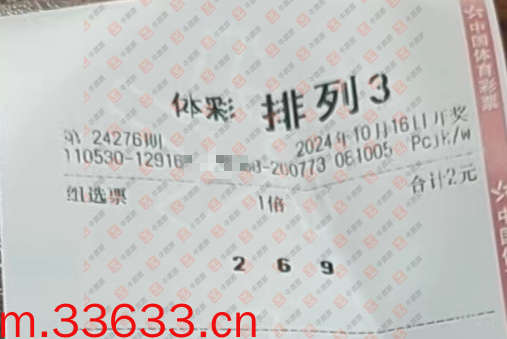 中国体育彩票
体彩 排列3
第 24276期 2024年10月16日开奖
110530-12916 200773 061005 PcjK/w
组选票 1倍 合计2元
2 6 9
m.33633.cn